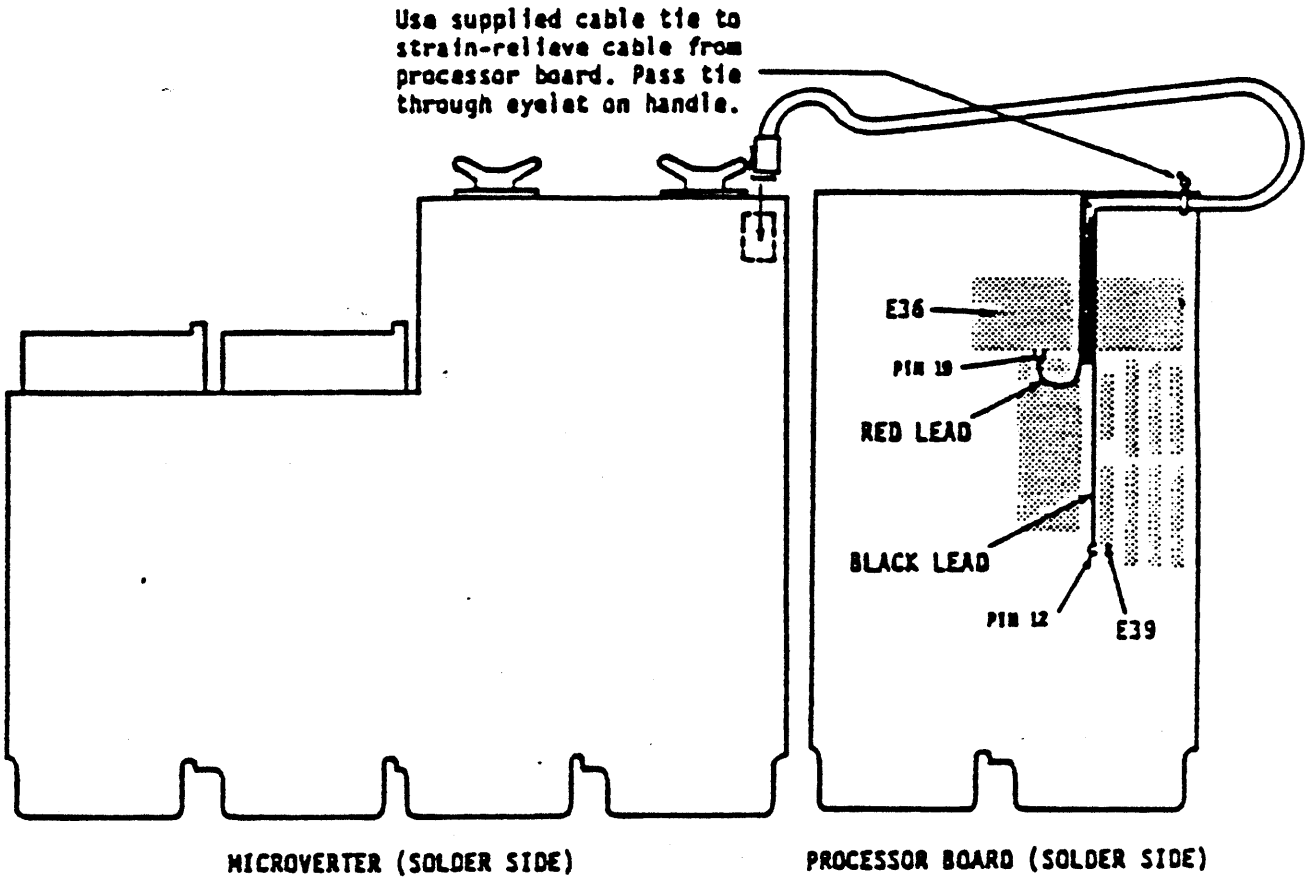 Use supplied cable tie to
strain-relieve cable from
processor board. Pass tie
through eyelet on handle.
E36
PIN 19
RED LEAD
BLACK LEAD
PIN 12
E39
MICROVERTER (SOLDER SIDE)
PROCESSOR BOARD (SOLDER SIDE)